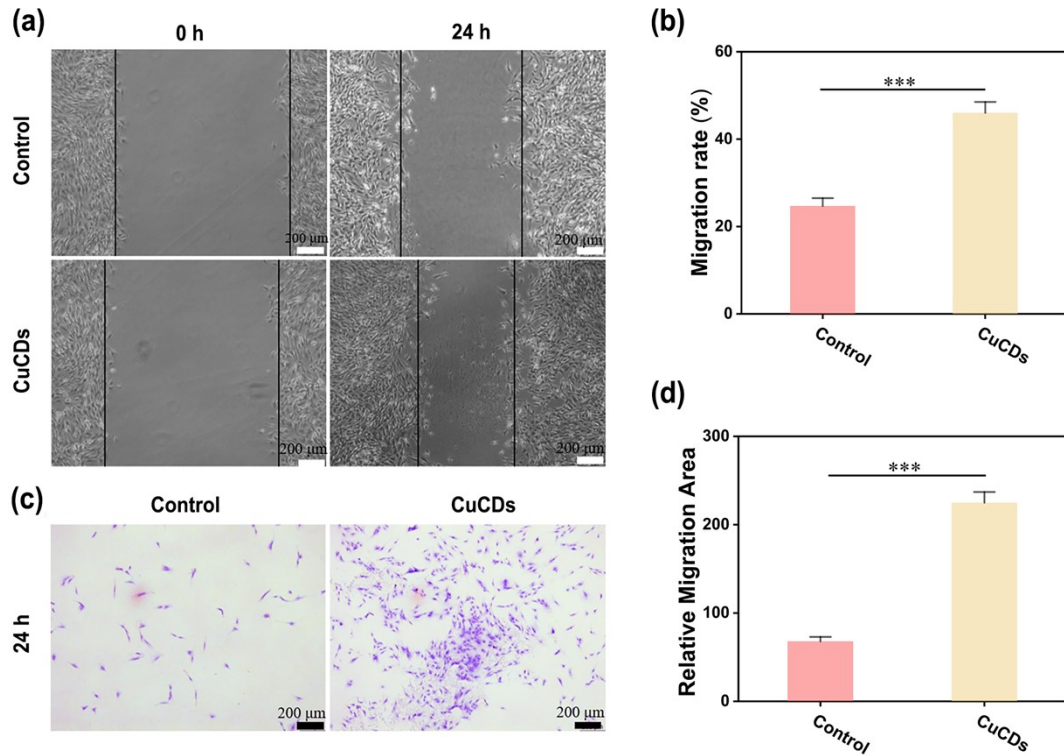 (a)
0 h
24 h
Control
200 μm
200 μm
CuCDs
200 μm
200 μm
(b)
60
40
20
0
Migration rate (%)
***
Control
CuCDs
(c)
Control
CuCDs
24 h
200 μm
200 μm
(d)
300
200
100
0
Relative Migration Area
***
Control
CuCDs